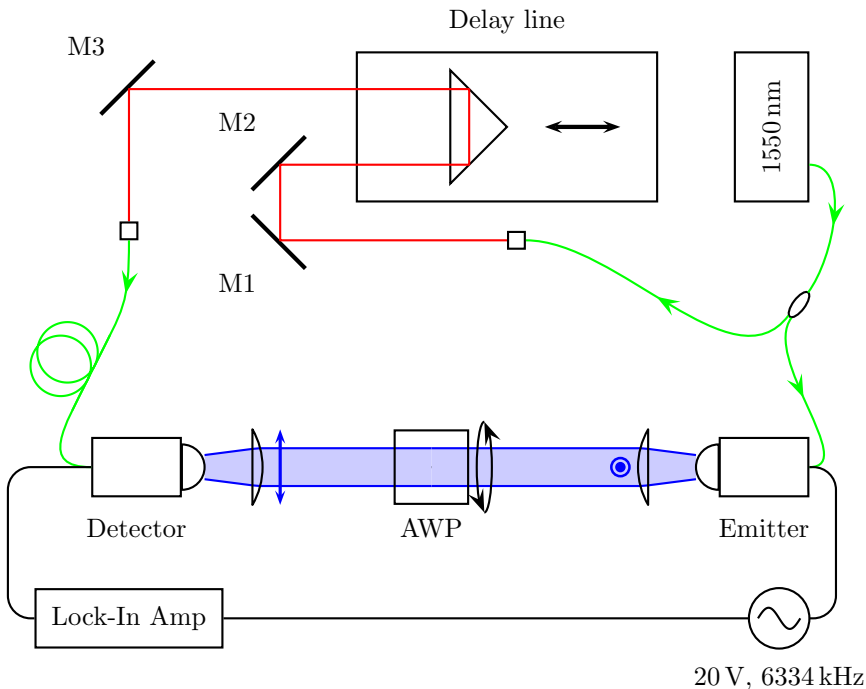 Delay line
M3
M2
1550 nm
M1
Detector
AWP
Emitter
Lock-In Amp
20 V, 6334 kHz